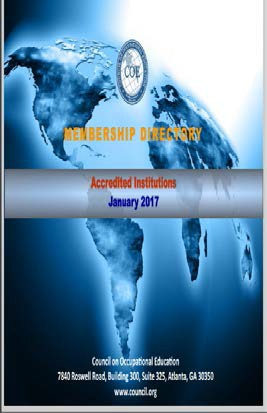 COE
MEMBERSHIP DIRECTORY
Accredited Institutions
January 2017
Council on Occupational Education
7840 Roswell Road, Building 300, Suite 325, Atlanta, GA 30350
www.council.org